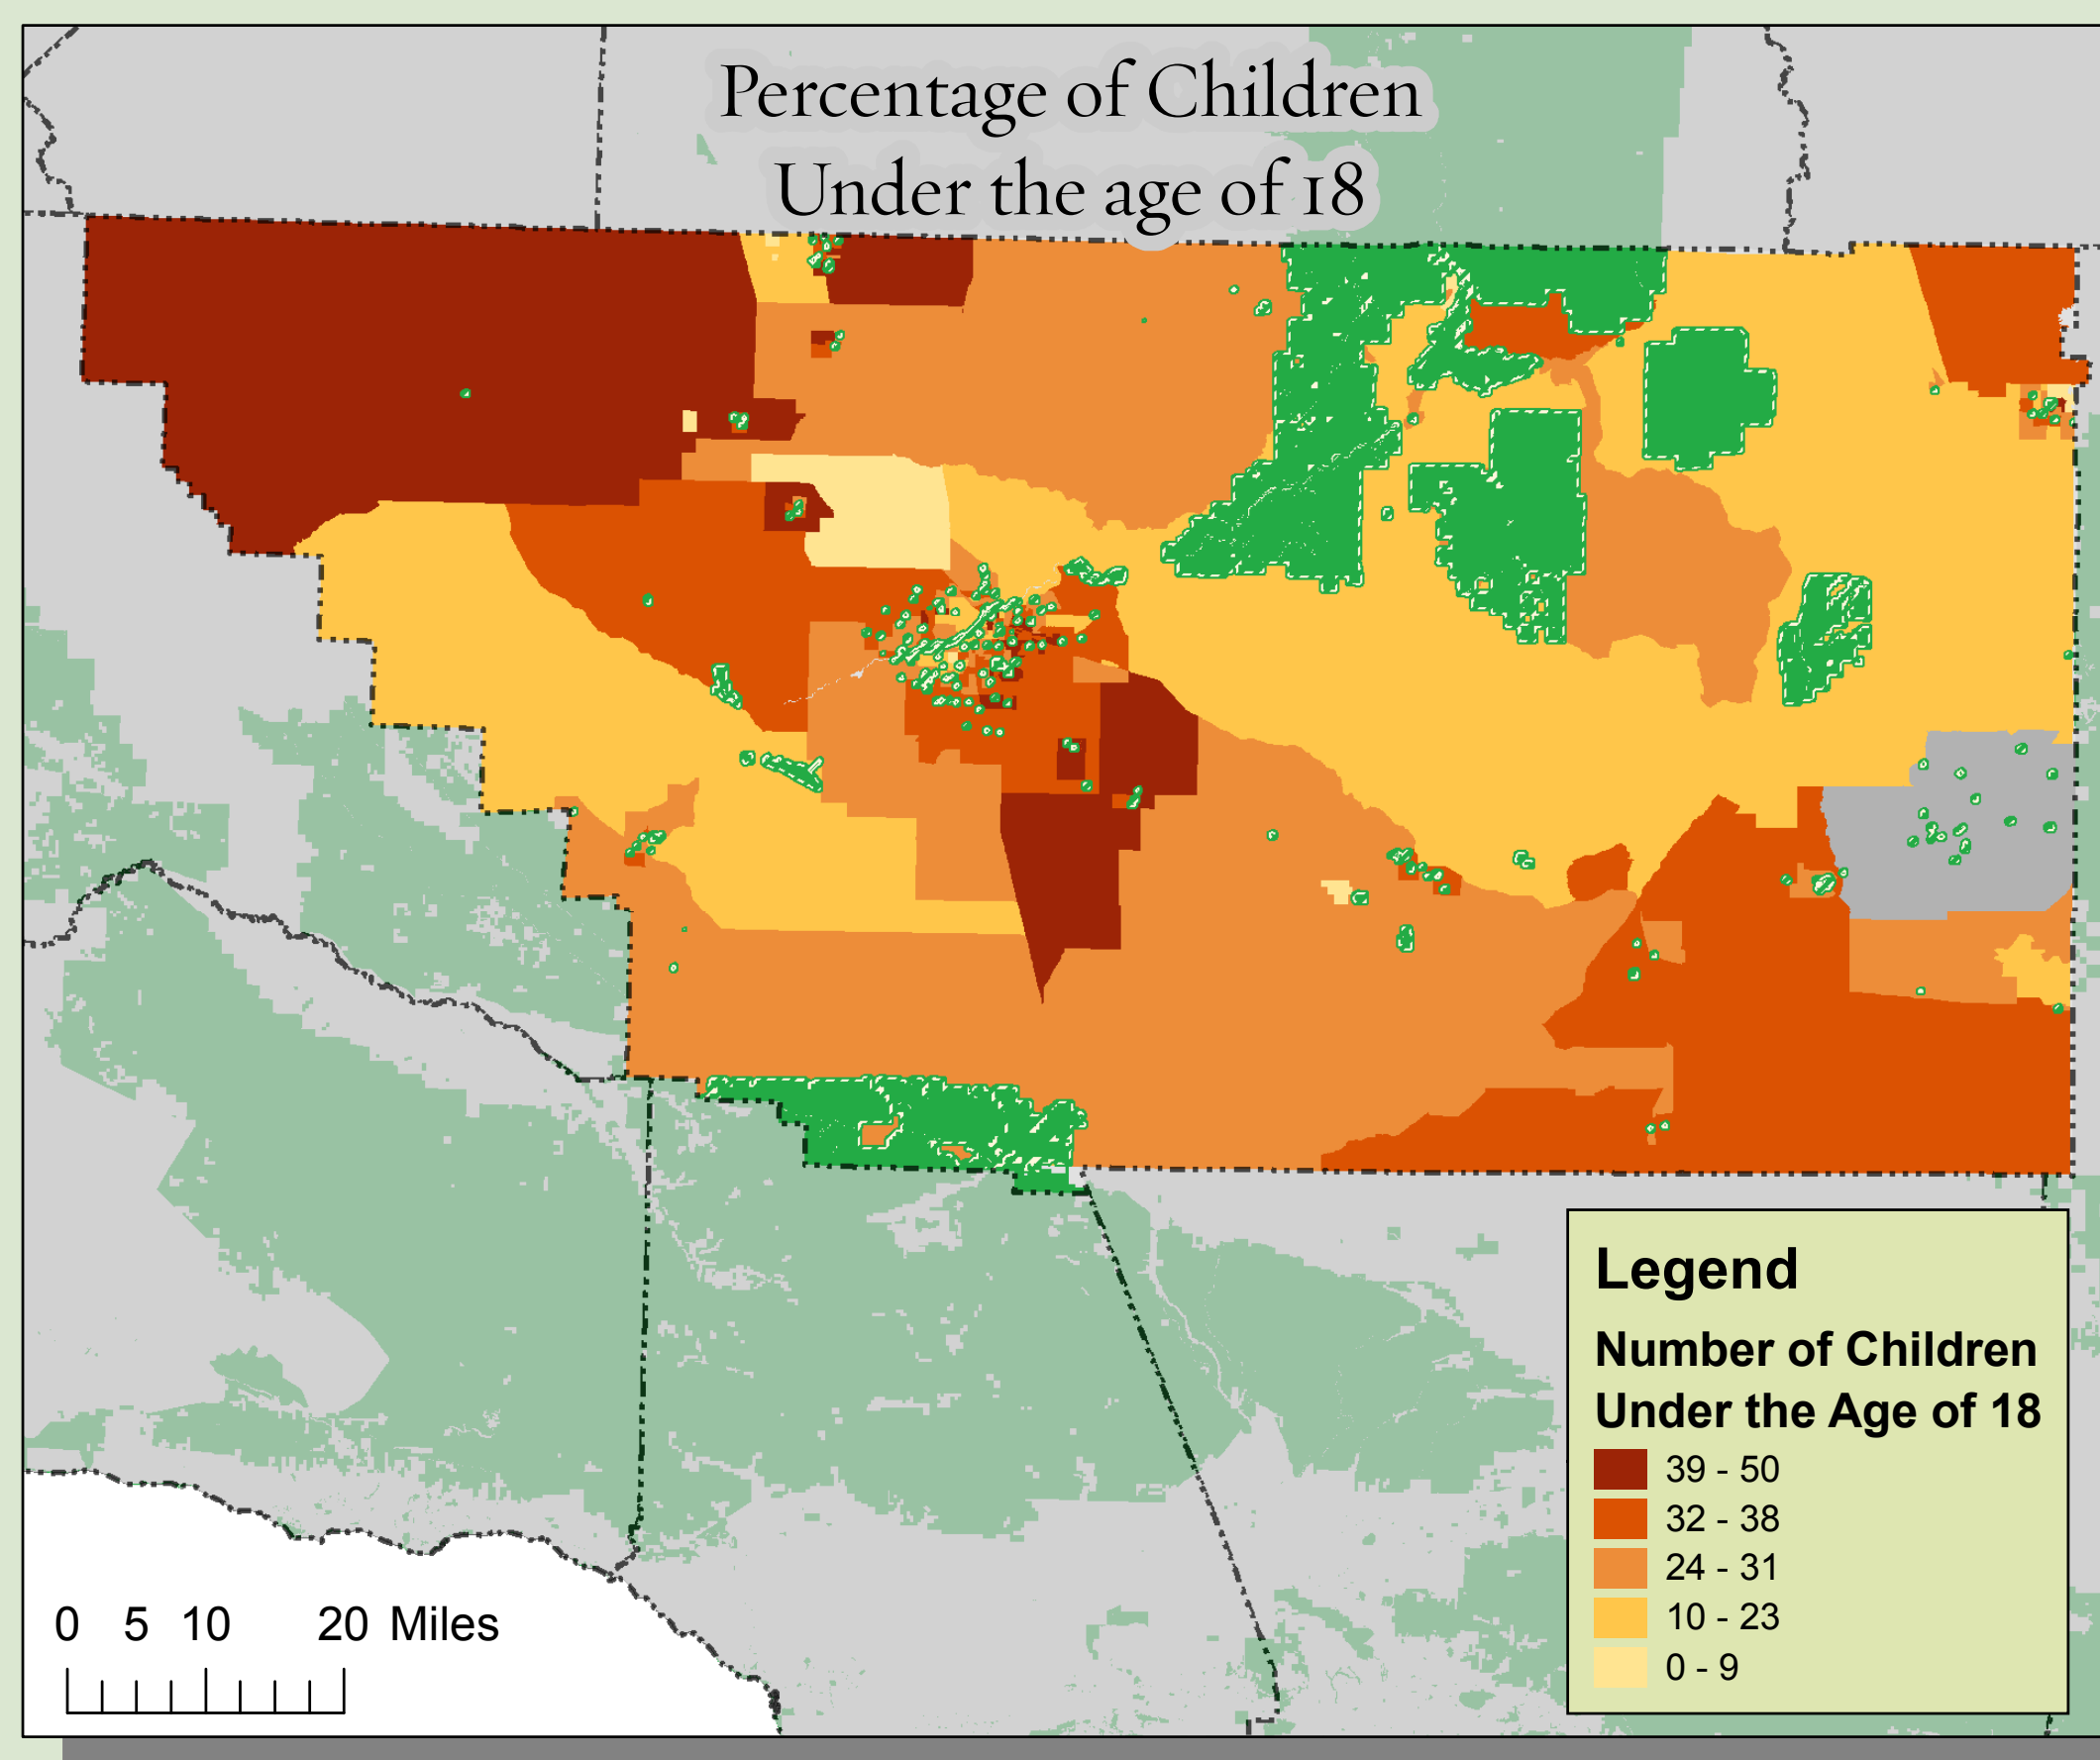 Percentage of Children
Under the age of 18
Legend
Number of Children
Under the Age of 18
39 - 50
32 - 38
24 - 31
10 - 23
0 - 9
0 5 10 20 Miles